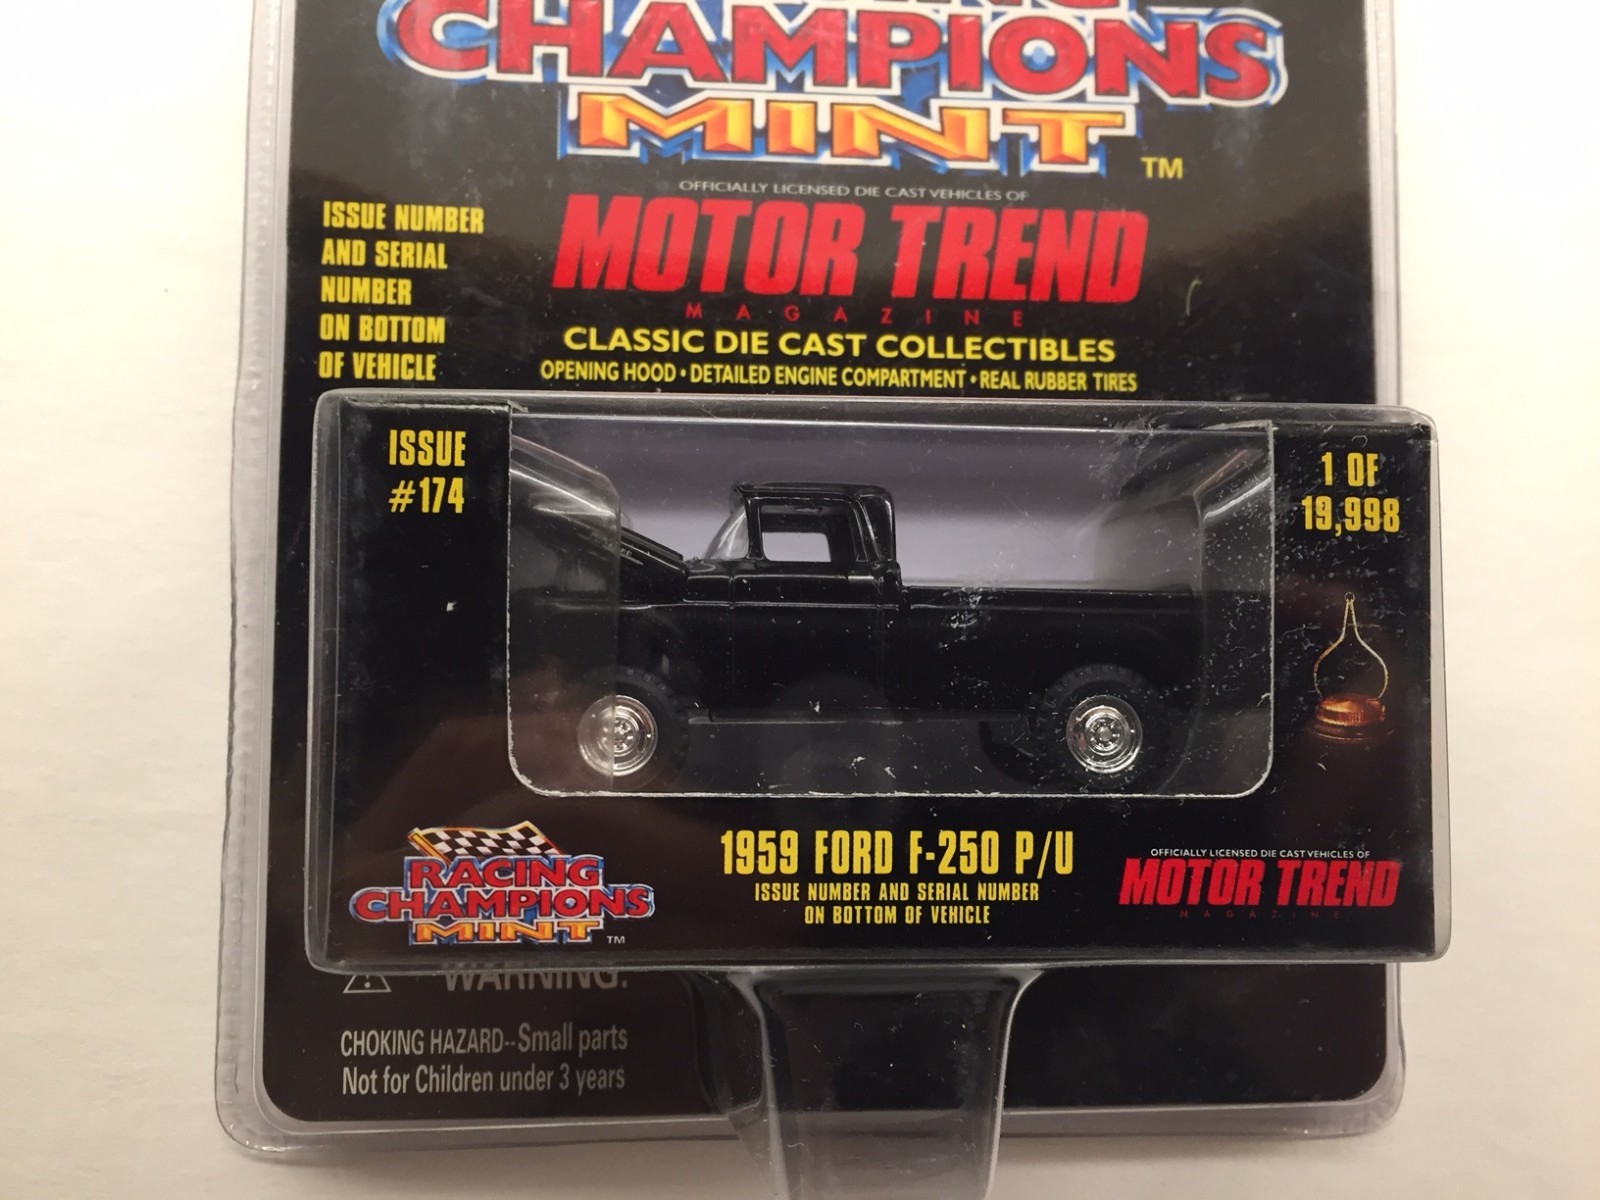 CHAMPIONS
MINT
TM
OFFICIALLY LICENSED DIE CAST VEHICLES OF
MOTOR TREND
MAGAZINE
CLASSIC DIE CAST COLLECTIBLES
OPENING HOOD • DETAILED ENGINE COMPARTMENT • REAL RUBBER TIRES
ISSUE NUMBER
AND SERIAL
NUMBER
ON BOTTOM
OF VEHICLE
ISSUE
#174
1 OF
19,998
RACING
CHAMPIONS
MINT
TM
1959 FORD F-250 P/U
ISSUE NUMBER AND SERIAL NUMBER
ON BOTTOM OF VEHICLE
OFFICIALLY LICENSED DIE CAST VEHICLES OF
MOTOR TREND
MAGAZINE
WARNING:
CHOKING HAZARD--Small parts
Not for Children under 3 years